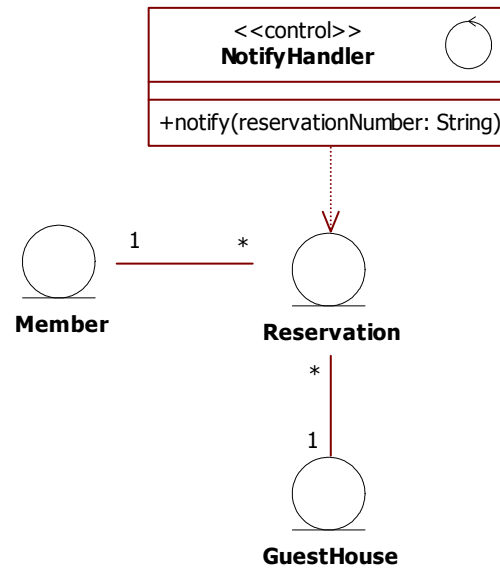 <<control>>
NotifyHandler
+notify(reservationNumber: String)
1
*
Member
Reservation
*
1
GuestHouse